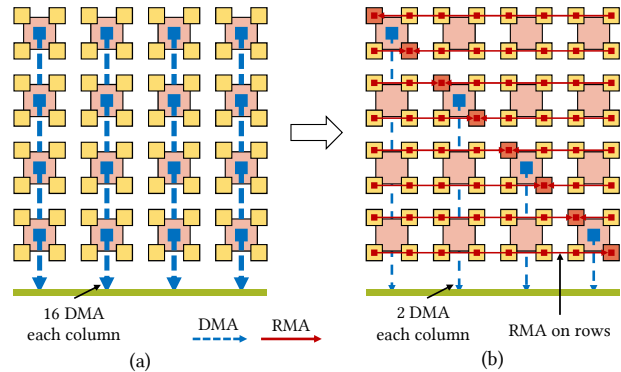 16 DMA
each column
DMA
RMA
2 DMA
each column
RMA on rows
(a)
(b)